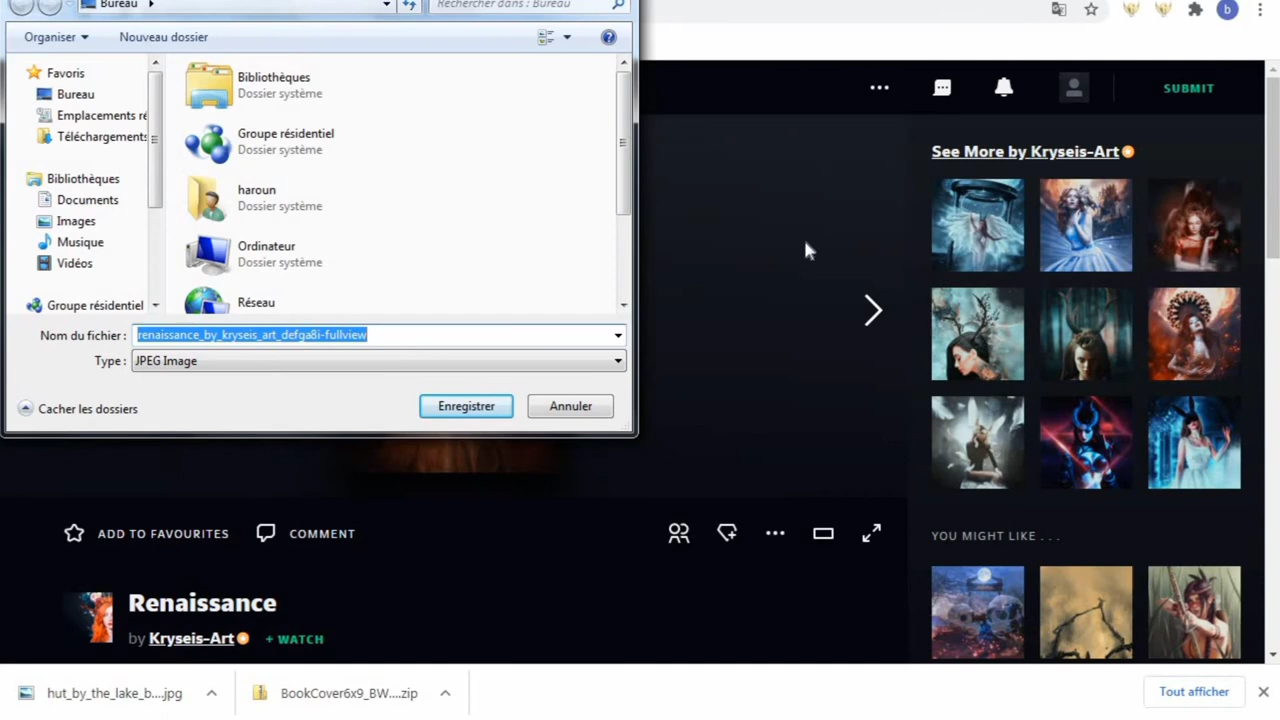 Bureau
Rechercher dans : Bureau
b
Organiser
Nouveau dossier
Favoris
Bureau
Emplacements ré
Téléchargements
Bibliothèques
Documents
Images
Musique
Vidéos
Groupe résidentiel
Bibliothèques
Dossier système
Groupe résidentiel
Dossier système
haroun
Dossier système
Ordinateur
Dossier système
Réseau
Nom du fichier :
renaissance_by_kryseis_art_defga8i-fullview
Type :
JPEG Image
Cacher les dossiers
Enregistrer
Annuler
SUBMIT
See More by Kryseis-Art
ADD TO FAVOURITES
COMMENT
YOU MIGHT LIKE . . .
Renaissance
by Kryseis-Art
+ WATCH
hut_by_the_lake_b....jpg
BookCover6x9_BW....zip
Tout afficher